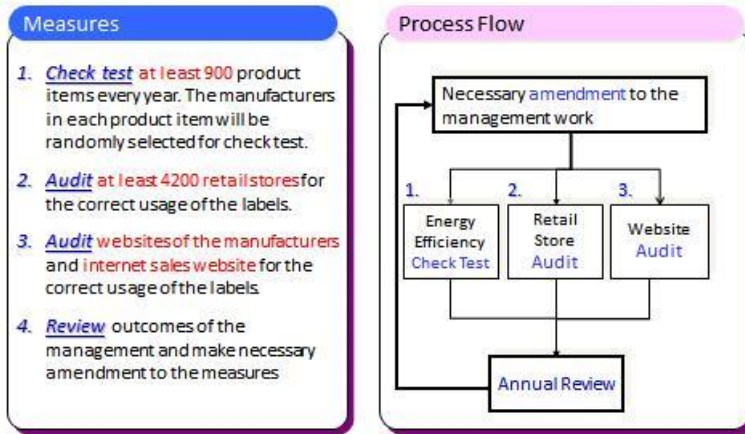 Measures
1. Check test at least 900 product
items every year. The manufacturers
in each product item will be
randomly selected for check test.
2. Audit at least 4200 retail stores for
the correct usage of the labels.
3. Audit websites of the manufacturers
and internet sales website for the
correct usage of the labels.
4. Review outcomes of the
management and make necessary
amendment to the measures
Process Flow
Necessary amendment to the
management work
1.
Energy
Efficiency
Check Test
2.
Retail
Store
Audit
3.
Website
Audit
Annual Review